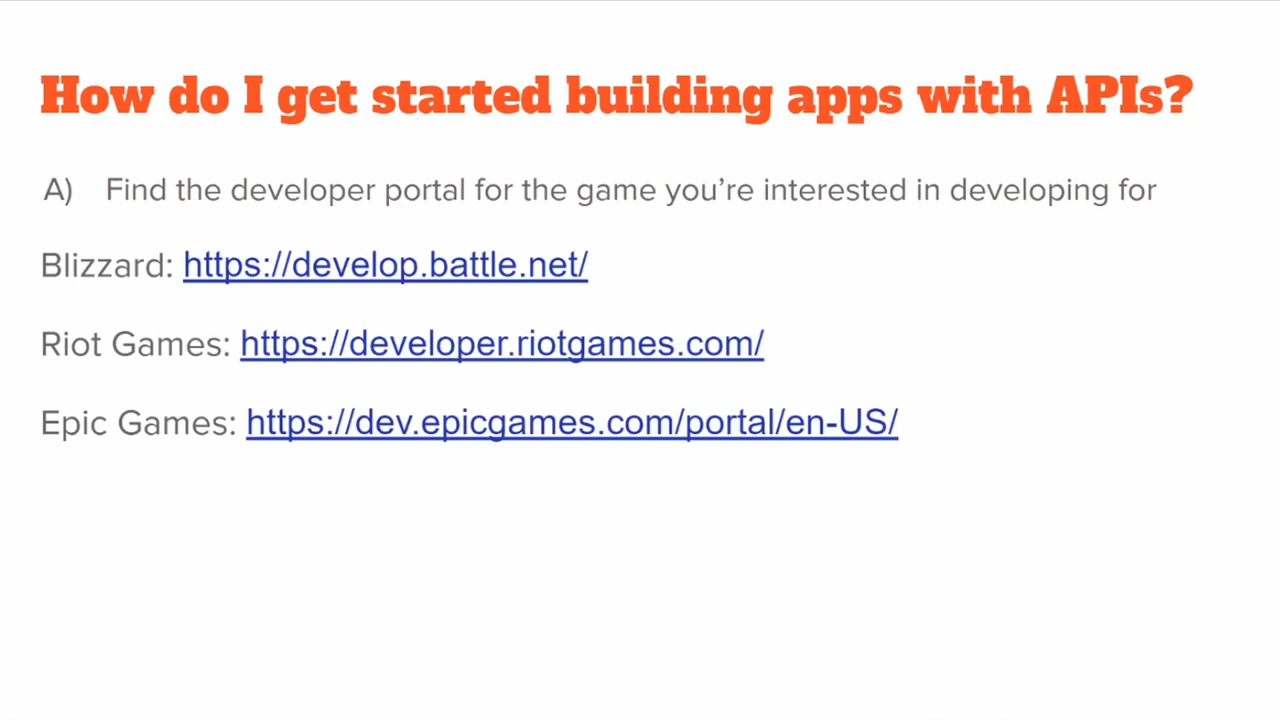 How do I get started building apps with APIs?
A) Find the developer portal for the game you’re interested in developing for
Blizzard: https://develop.battle.net/
Riot Games: https://developer.riotgames.com/
Epic Games: https://dev.epicgames.com/portal/en-US/